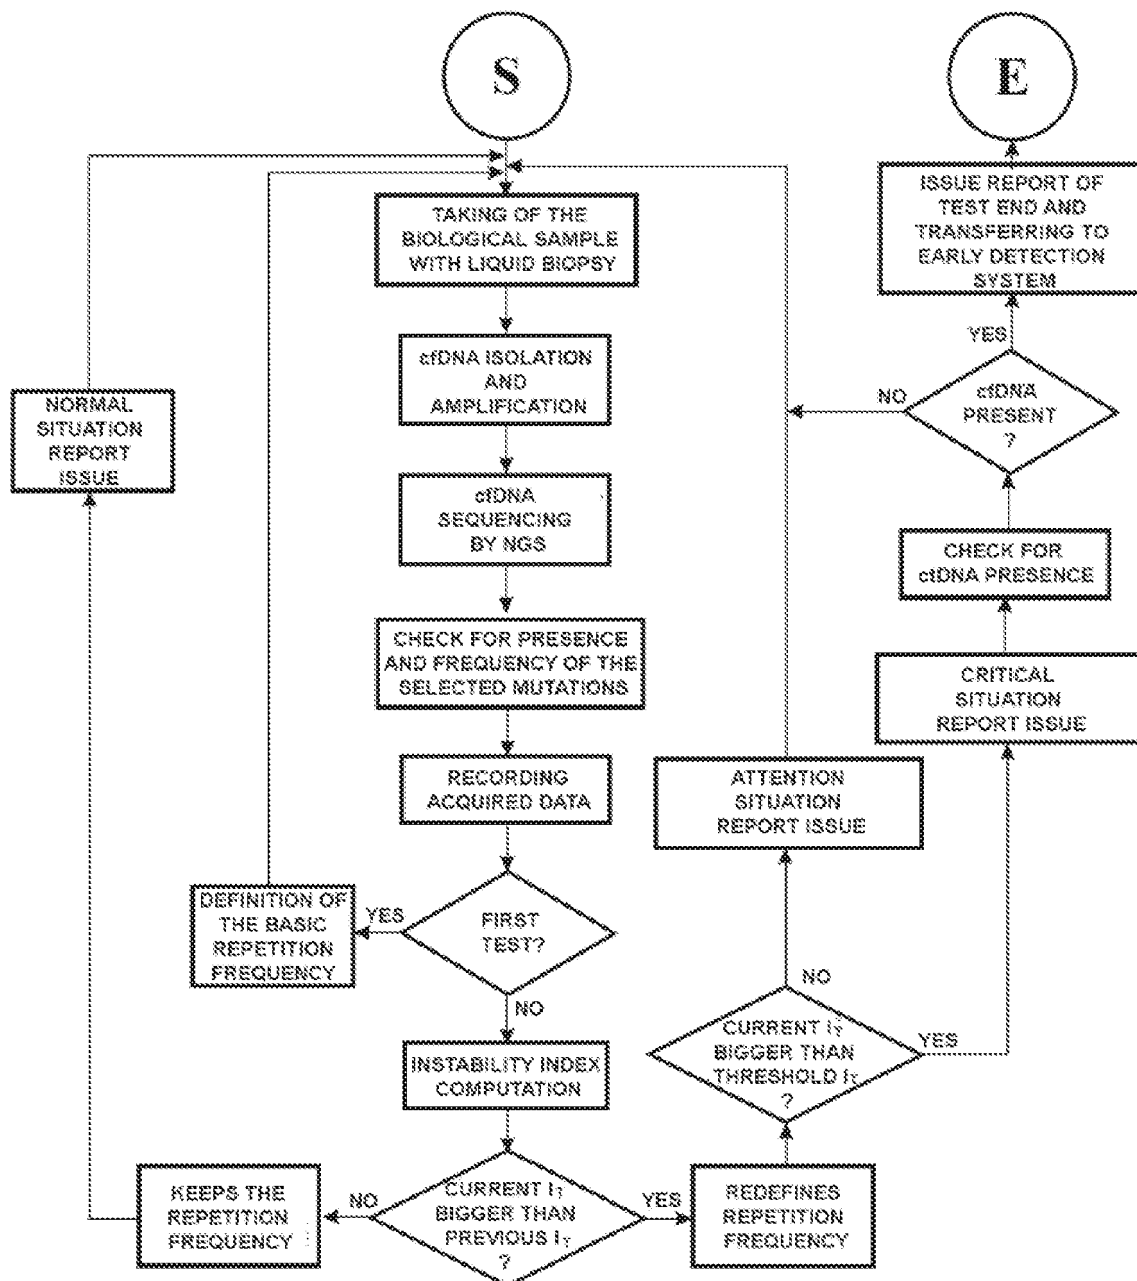 S
E
TAKING OF THE
BIOLOGICAL SAMPLE
WITH LIQUID BIOPSY
ISSUE REPORT OF
TEST END AND
TRANSFERRING TO
EARLY DETECTION
SYSTEM
YES
cfDNA ISOLATION
AND
AMPLIFICATION
NO
ctDNA
PRESENT
?
NORMAL
SITUATION
REPORT
ISSUE
cfDNA
SEQUENCING
BY NGS
CHECK FOR
ctDNA PRESENCE
CHECK FOR PRESENCE
AND FREQUENCY OF THE
SELECTED MUTATIONS
CRITICAL
SITUATION
REPORT ISSUE
RECORDING
ACQUIRED DATA
ATTENTION
SITUATION
REPORT ISSUE
DEFINITION OF
THE BASIC
REPETITION
FREQUENCY
YES
FIRST
TEST?
NO
NO
CURRENT IT
BIGGER THAN
THRESHOLD IT
?
YES
INSTABILITY INDEX
COMPUTATION
KEEPS THE
REPETITION
FREQUENCY
NO
CURRENT IT
BIGGER THAN
PREVIOUS IT
?
YES
REDEFINES
REPETITION
FREQUENCY